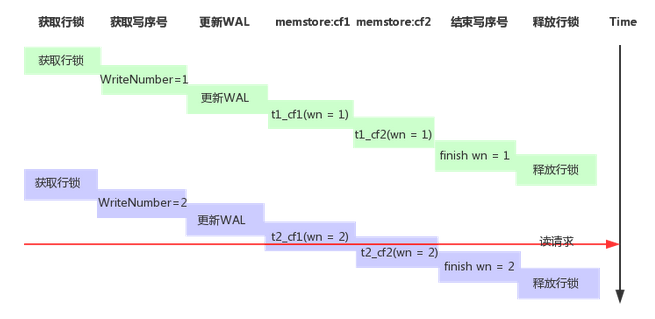 获取行锁 获取写序号 更新WAL memstore:cf1 memstore:cf2 结束写序号 释放行锁 Time
获取行锁
WriteNumber=1
更新WAL
t1_cf1(wn = 1)
t1_cf2(wn = 1)
finish wn = 1
释放行锁
获取行锁
WriteNumber=2
更新WAL
t2_cf1(wn = 2)
读请求
t2_cf2(wn = 2)
finish wn = 2
释放行锁